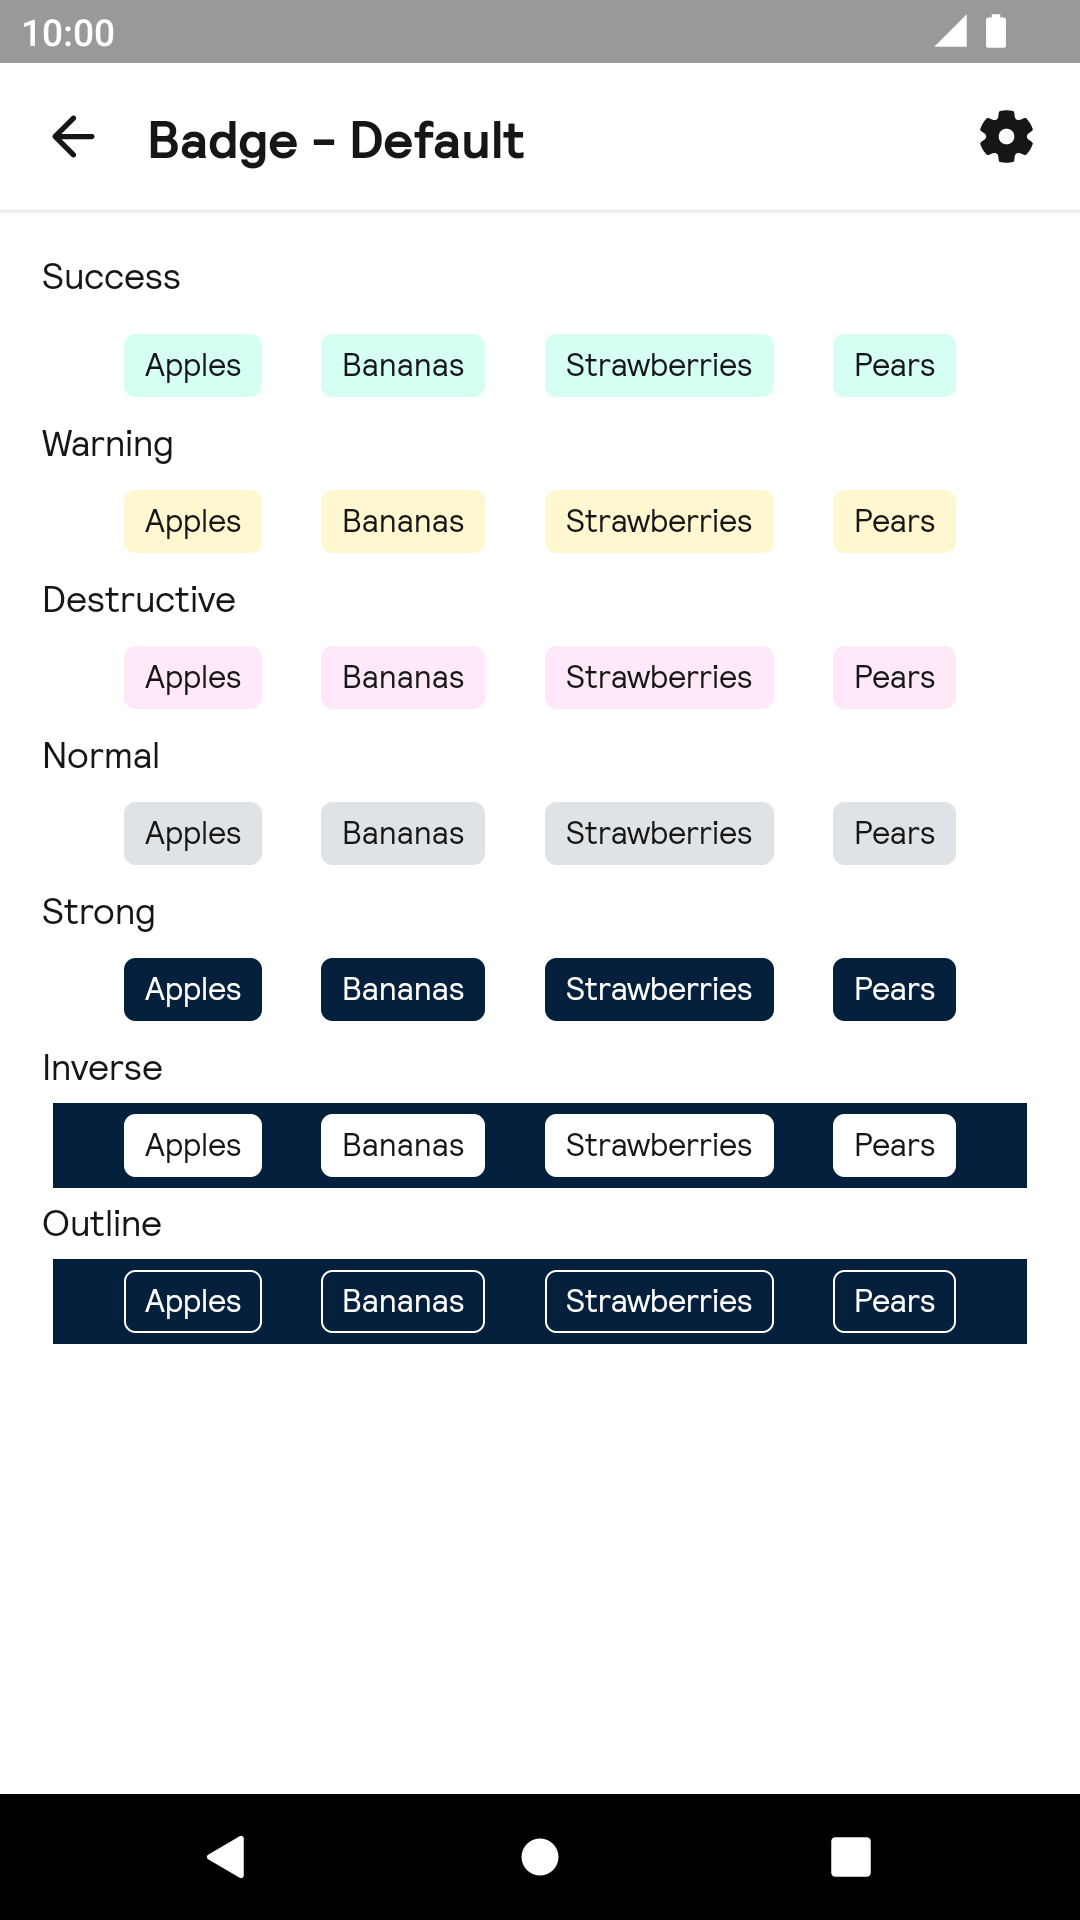 10:00
Badge - Default
Success
Apples Bananas Strawberries Pears
Warning
Apples Bananas Strawberries Pears
Destructive
Apples Bananas Strawberries Pears
Normal
Apples Bananas Strawberries Pears
Strong
Apples Bananas Strawberries Pears
Inverse
Apples Bananas Strawberries Pears
Outline
Apples Bananas Strawberries Pears